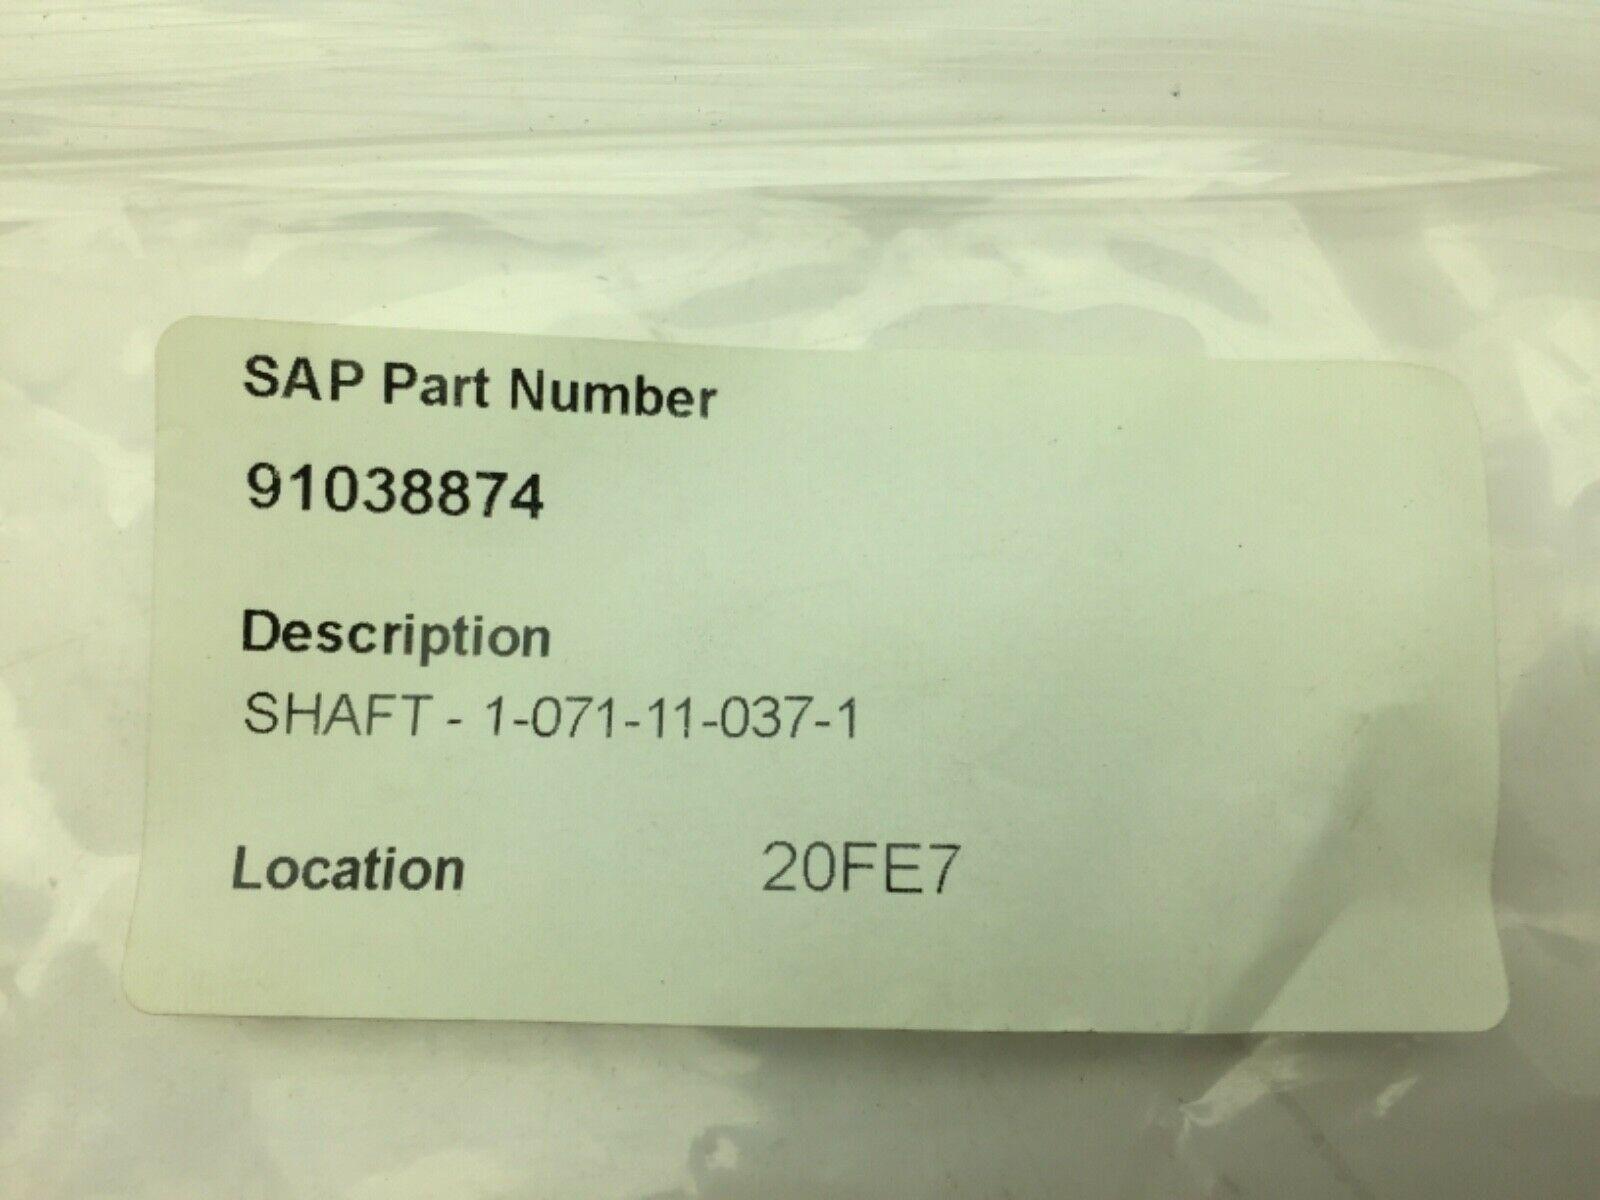 SAP Part Number
91038874
Description
SHAFT - 1-071-11-037-1
Location 20FE7